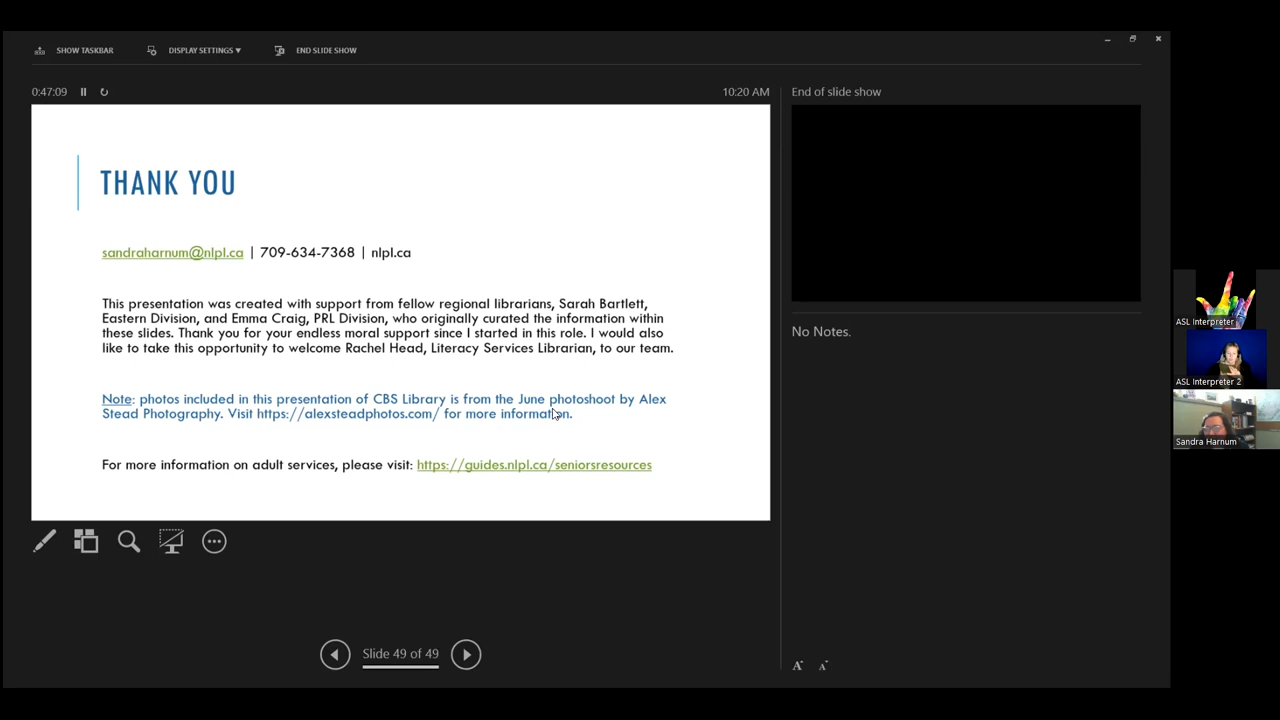 SHOW TASKBAR
DISPLAY SETTINGS ▼
END SLIDE SHOW
0:47:09
10:20 AM
End of slide show
THANK YOU
sandraharnum@nlpl.ca | 709-634-7368 | nlpl.ca
This presentation was created with support from fellow regional librarians, Sarah Bartlett,
Eastern Division, and Emma Craig, PRL Division, who originally curated the information within
these slides. Thank you for your endless moral support since I started in this role. I would also
like to take this opportunity to welcome Rachel Head, Literacy Services Librarian, to our team.
Note: photos included in this presentation of CBS Library is from the June photoshoot by Alex
Stead Photography. Visit https://alexsteadphotos.com/ for more information.
For more information on adult services, please visit: https://guides.nlpl.ca/seniorsresources
No Notes.
ASL Interpreter
ASL Interpreter 2
Sandra Harnum
Slide 49 of 49
A A